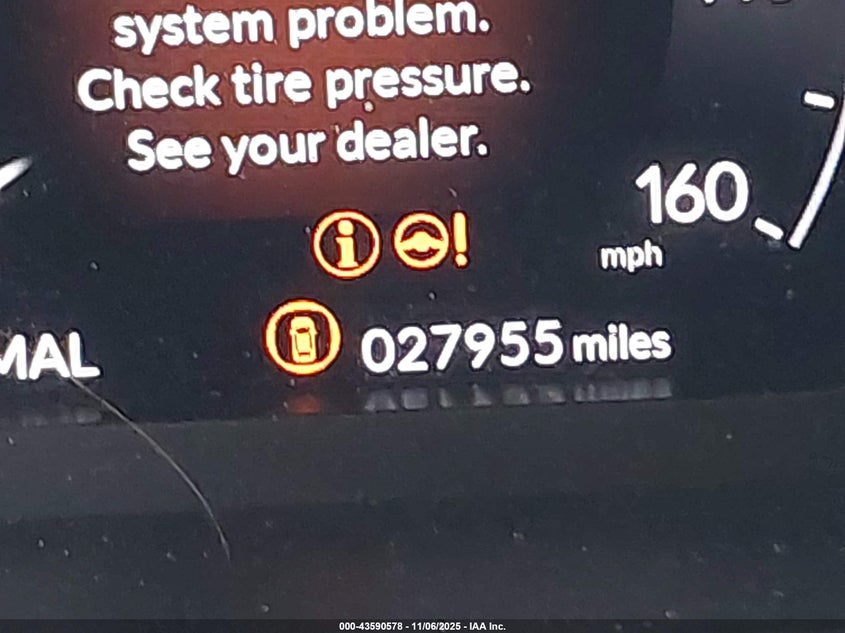 system problem.
Check tire pressure.
See your dealer.
160
mph
MAL
027955 miles
000-43590578 - 11/06/2025 - IAA Inc.